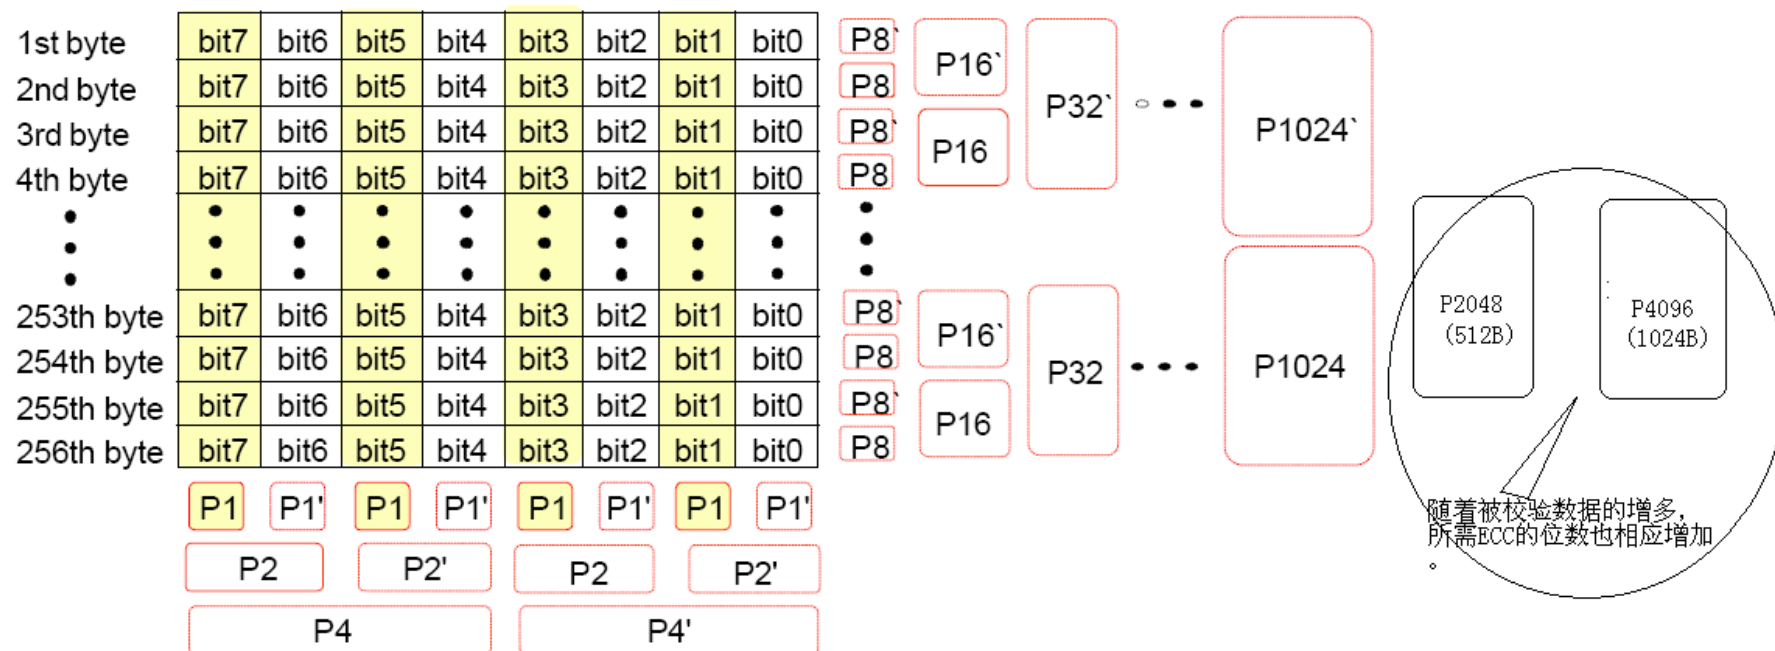 1st byte bit7 bit6 bit5 bit4 bit3 bit2 bit1 bit0 P8`
2nd byte bit7 bit6 bit5 bit4 bit3 bit2 bit1 bit0 P8
P16`
3rd byte bit7 bit6 bit5 bit4 bit3 bit2 bit1 bit0 P8`
4th byte bit7 bit6 bit5 bit4 bit3 bit2 bit1 bit0 P8
P16
P32`
P1024`
253th byte bit7 bit6 bit5 bit4 bit3 bit2 bit1 bit0 P8`
254th byte bit7 bit6 bit5 bit4 bit3 bit2 bit1 bit0 P8
P16`
255th byte bit7 bit6 bit5 bit4 bit3 bit2 bit1 bit0 P8`
256th byte bit7 bit6 bit5 bit4 bit3 bit2 bit1 bit0 P8
P16
P32
P1024
P2048
(512B)
P4096
(1024B)
随着被校验数据的增多，
所需ECC的位数也相应增加
。
P1 P1' P1 P1' P1 P1' P1 P1'
P2 P2' P2 P2'
P4 P4'